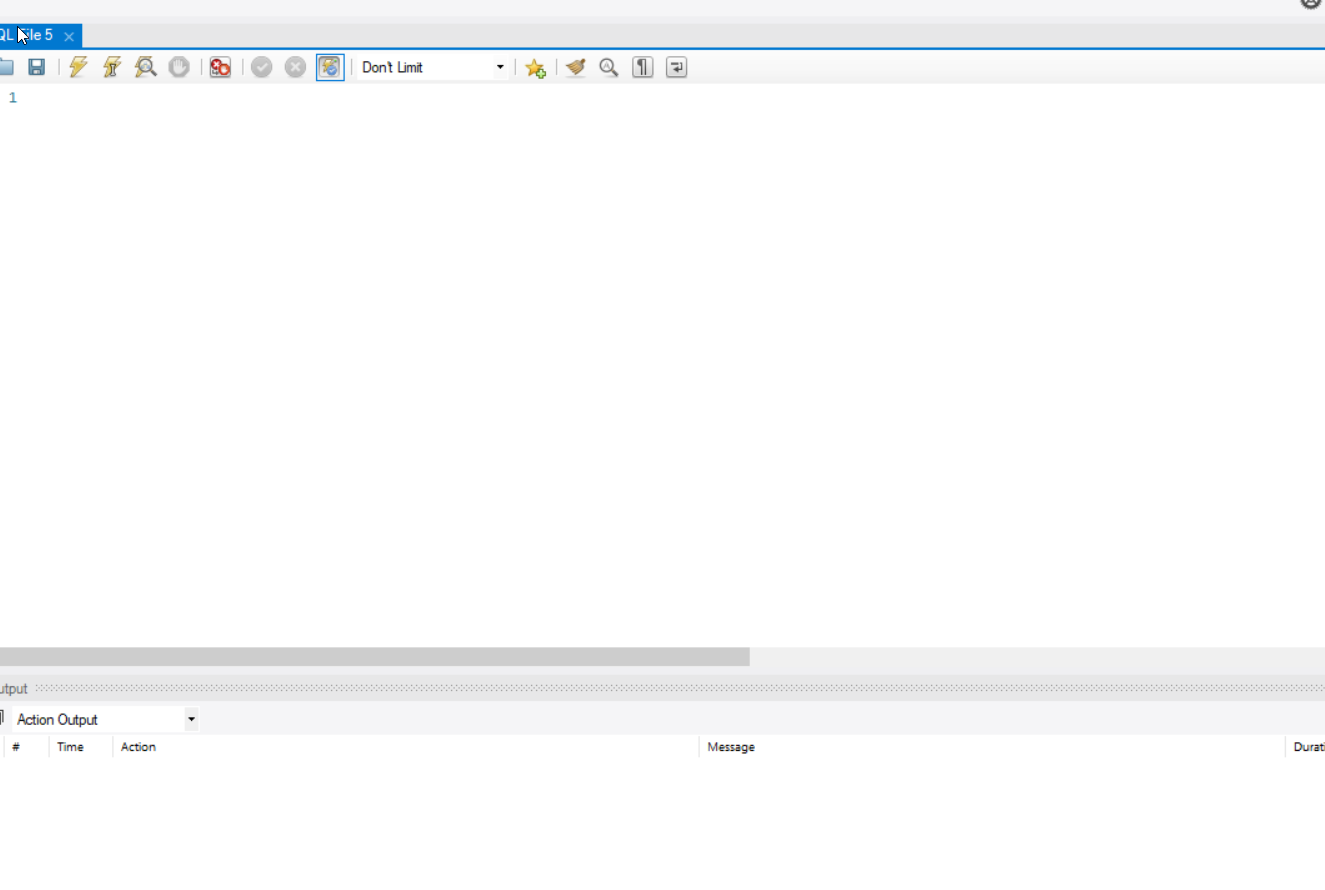 QL File 5
Don't Limit
1
utput
Action Output
# Time Action Message Durati